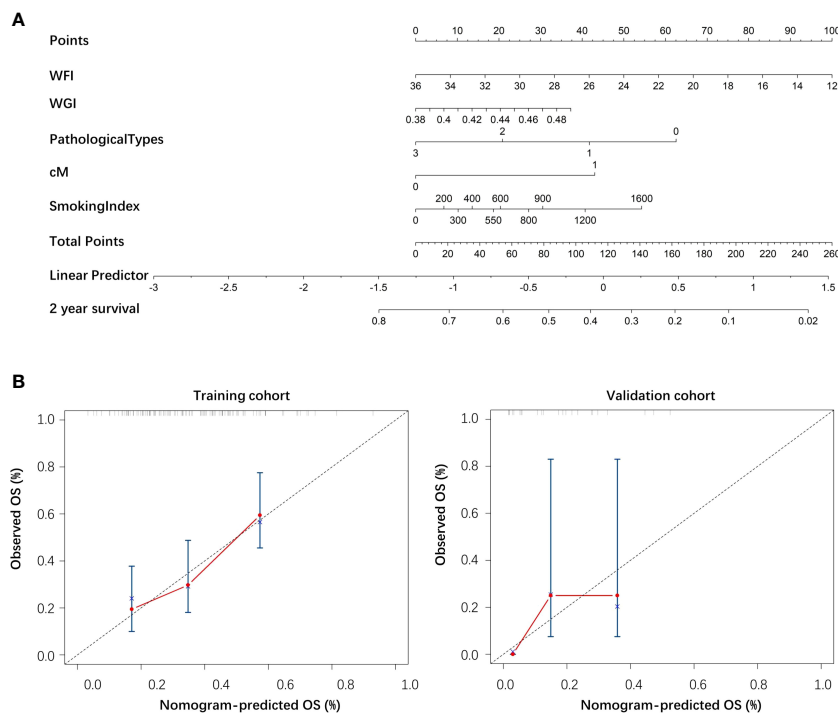 A
Points
0 10 20 30 40 50 60 70 80 90 100
WFI
36 34 32 30 28 26 24 22 20 18 16 14 12
WGI
0.38 0.4 0.42 0.44 0.46 0.48
PathologicalTypes
2 0
3 1
cM
1
0
SmokingIndex
200 400 600 900 1600
0 300 550 800 1200
Total Points
0 20 40 60 80 100 120 140 160 180 200 220 240 260
Linear Predictor
-3 -2.5 -2 -1.5 -1 -0.5 0 0.5 1 1.5
2 year survival
0.8 0.7 0.6 0.5 0.4 0.3 0.2 0.1 0.02
B
Training cohort
Observed OS (%)
1.0
0.8
0.6
0.4
0.2
0.0
0.0 0.2 0.4 0.6 0.8 1.0
Nomogram-predicted OS (%)
Validation cohort
Observed OS (%)
1.0
0.8
0.6
0.4
0.2
0.0
0.0 0.2 0.4 0.6 0.8 1.0
Nomogram-predicted OS (%)